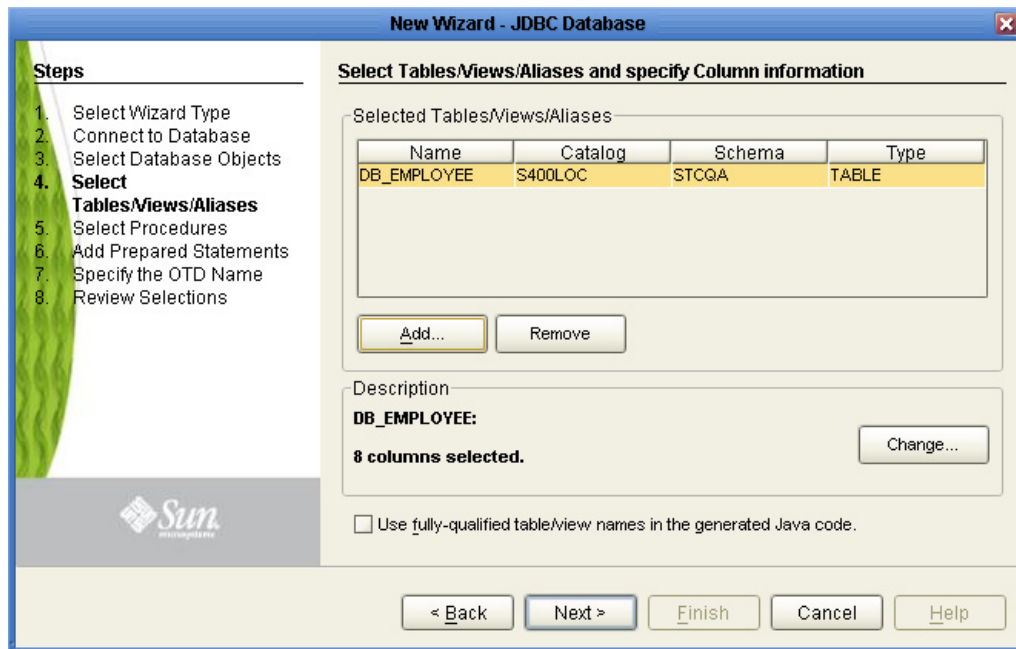 New Wizard - JDBC Database
Steps
1. Select Wizard Type
2. Connect to Database
3. Select Database Objects
4. Select
Tables/Views/Aliases
5. Select Procedures
6. Add Prepared Statements
7. Specify the OTD Name
8. Review Selections
Sun
microsystems
Select Tables/Views/Aliases and specify Column information
Selected Tables/Views/Aliases
Name Catalog Schema Type
DB_EMPLOYEE S400LOC STCQA TABLE
Add... Remove
Description
DB_EMPLOYEE:
8 columns selected.
Change...
Use fully-qualified table/view names in the generated Java code.
< Back Next > Finish Cancel Help